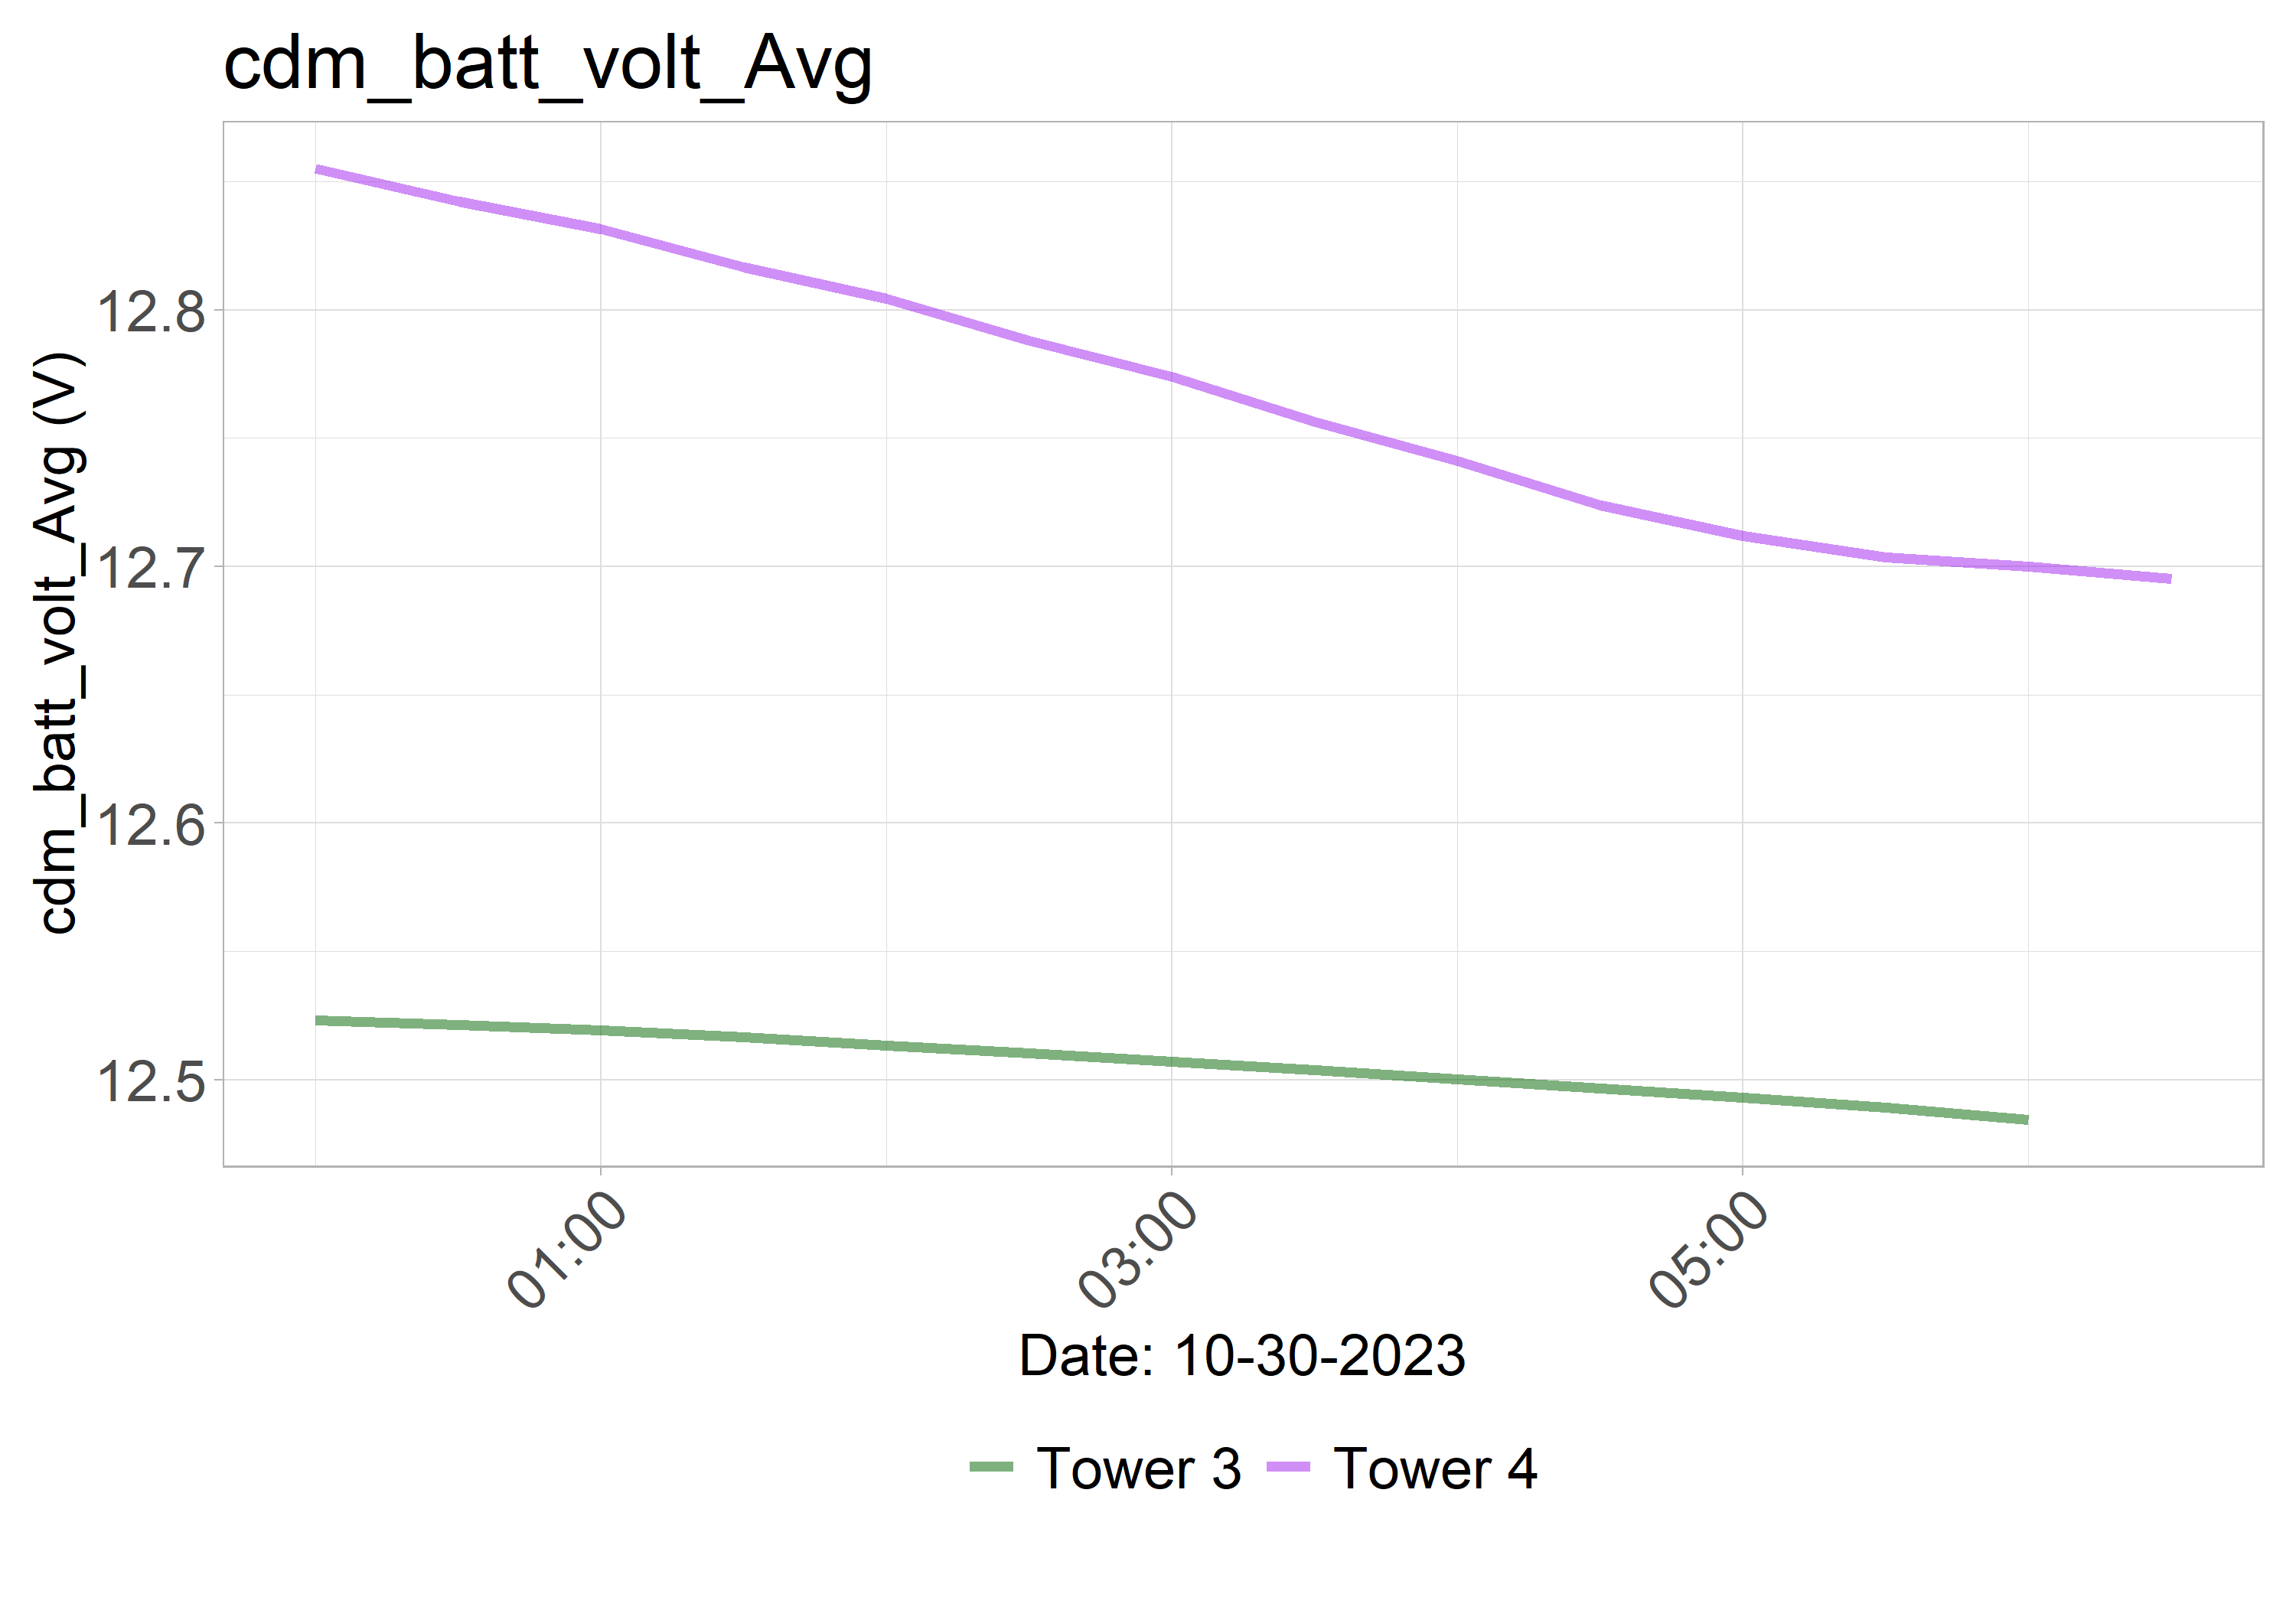 cdm_batt_volt_Avg
cdm_batt_volt_Avg (V)
12.8
12.7
12.6
12.5
01:00
03:00
05:00
Date: 10-30-2023
Tower 3
Tower 4